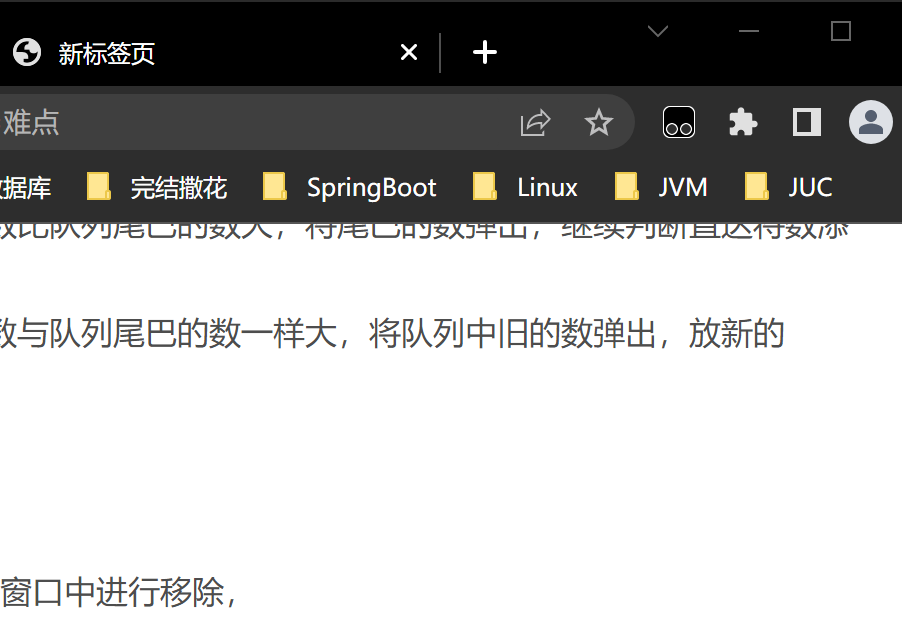 新标签页
难点
据库 完结撒花 SpringBoot Linux JVM JUC
数比队列尾巴的数大，将尾巴的数弹出，继续判断直达将数添
数与队列尾巴的数一样大，将队列中旧的数弹出，放新的
窗口中进行移除，